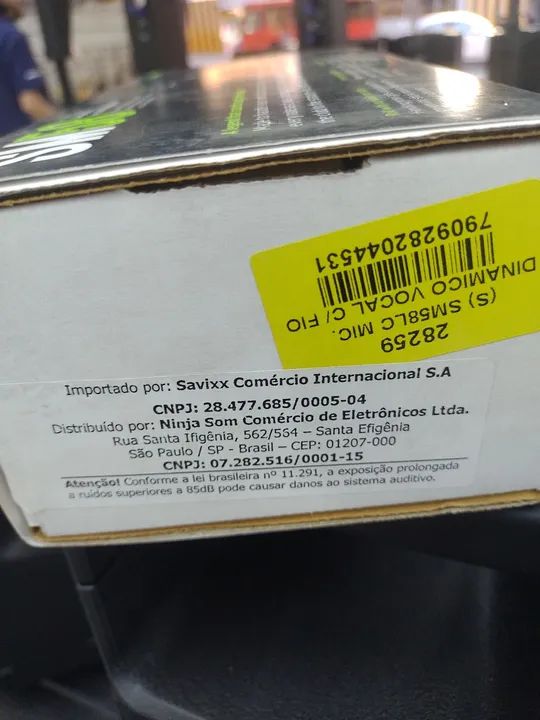 28259
(S) SM58LC MIC.
DINAMICO VOCAL C/ FIO
7909282044531
Importado por: Savixx Comércio Internacional S.A
CNPJ: 28.477.685/0005-04
Distribuído por: Ninja Som Comércio de Eletrônicos Ltda.
Rua Santa Ifigênia, 562/564 – Santa Efigênia
São Paulo / SP - Brasil – CEP: 01207-000
CNPJ: 07.282.516/0001-15
Atenção! Conforme a lei brasileira nº 11.291, a exposição prolongada
a ruídos superiores a 85dB pode causar danos ao sistema auditivo.